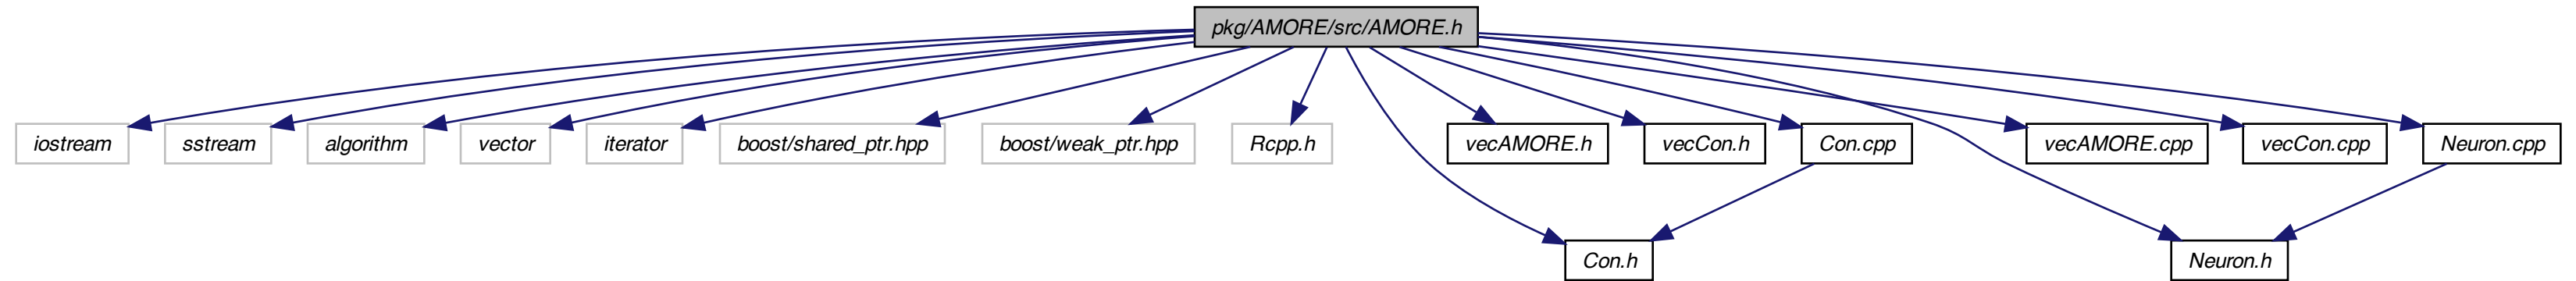 pkg/AMORE/src/AMORE.h
iostream
sstream
algorithm
vector
iterator
boost/shared_ptr.hpp
boost/weak_ptr.hpp
Rcpp.h
vecAMORE.h
vecCon.h
Con.cpp
vecAMORE.cpp
vecCon.cpp
Neuron.cpp
Con.h
Neuron.h